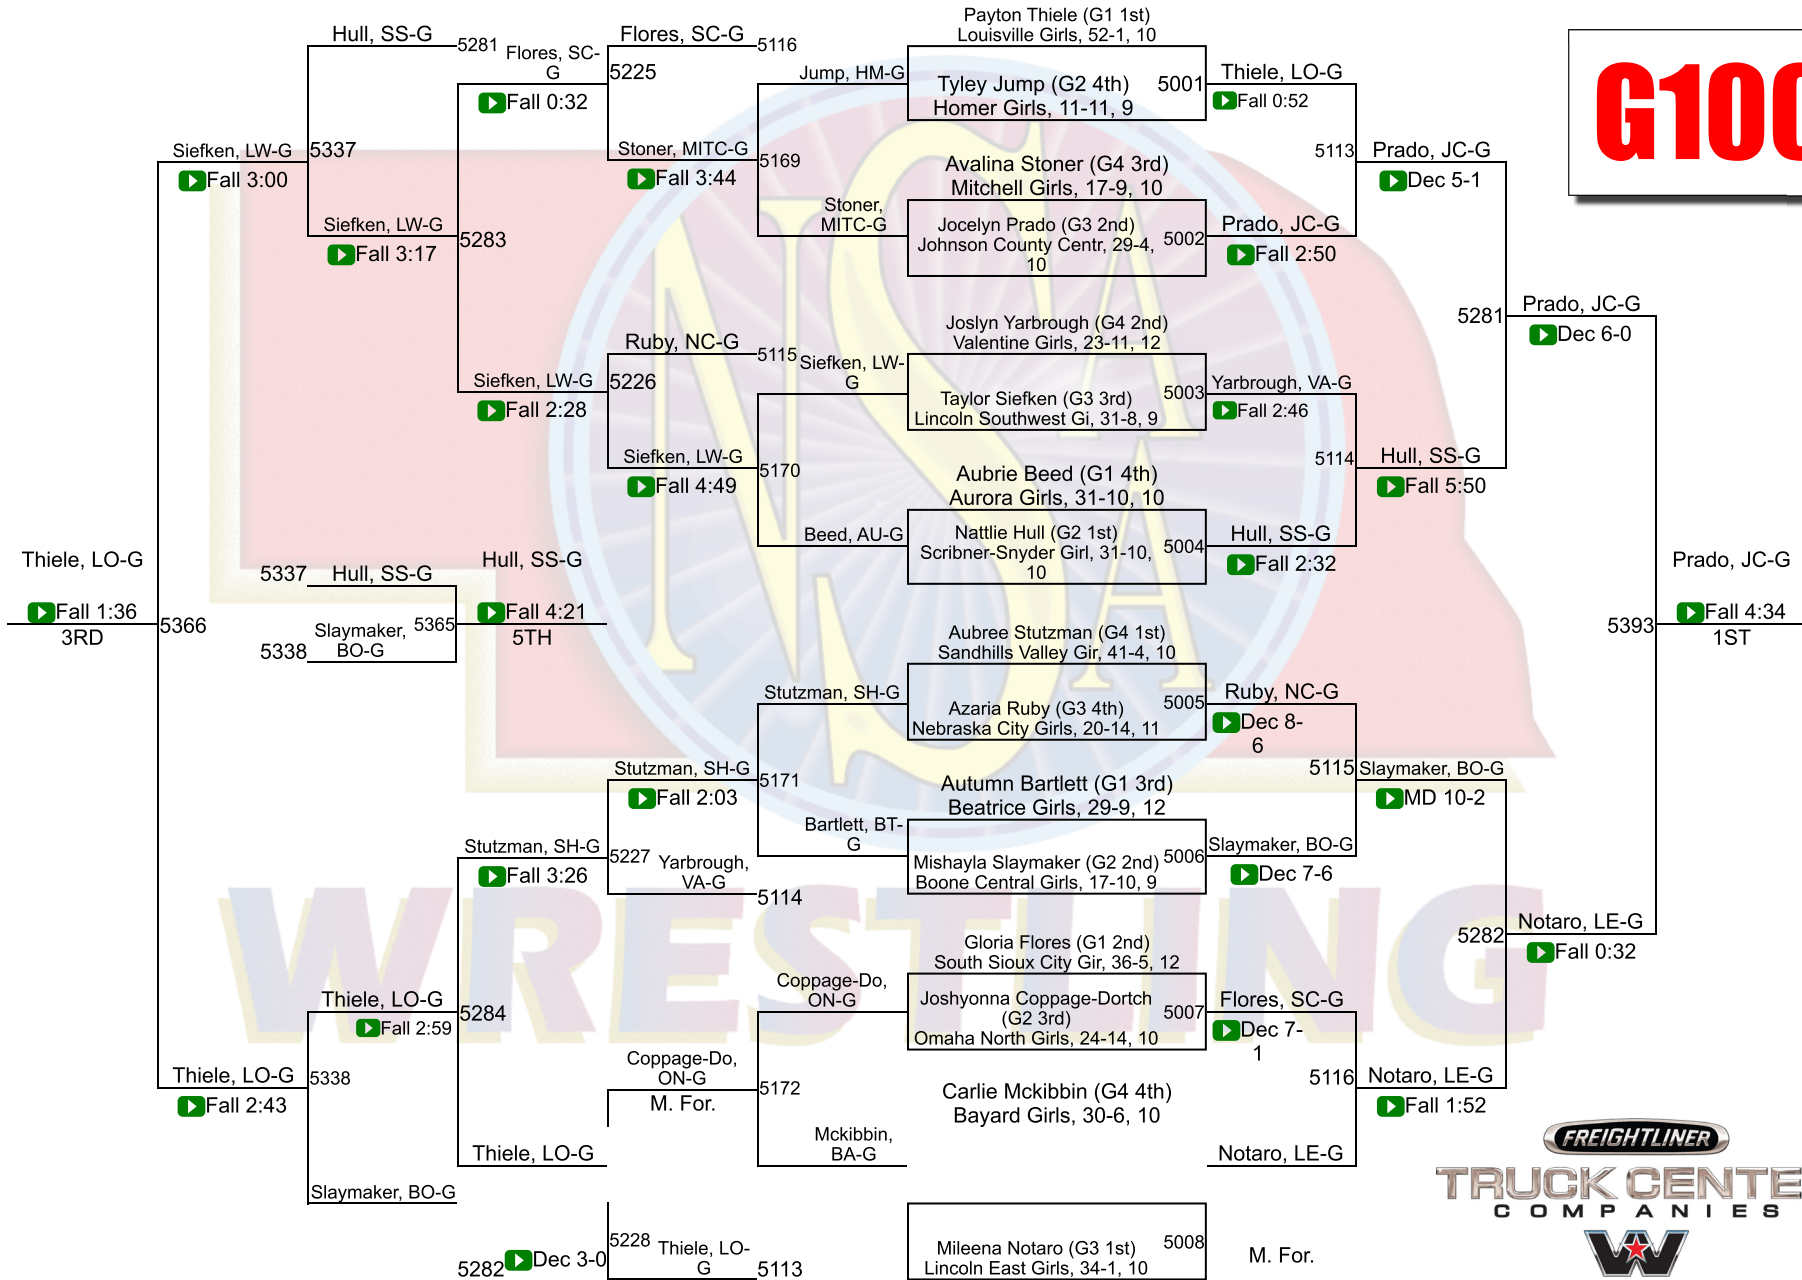 Payton Thiele (G1 1st)
Louisville Girls, 52-1, 10
Hull, SS-G
5281
Flores, SC-
G
Flores, SC-G
5116
G100
5225
Fall 0:32
Jump, HM-G
Tyley Jump (G2 4th)
Homer Girls, 11-11, 9
5001
Thiele, LO-G
Fall 0:52
Siefken, LW-G
Fall 3:00
5337
Stoner, MITC-G
Fall 3:44
5169
Avalina Stoner (G4 3rd)
Mitchell Girls, 17-9, 10
5113
Prado, JC-G
Dec 5-1
Siefken, LW-G
Fall 3:17
5283
Stoner,
MITC-G
Jocelyn Prado (G3 2nd)
Johnson County Centr, 29-4,
10
5002
Prado, JC-G
Fall 2:50
5281
Prado, JC-G
Dec 6-0
Joslyn Yarbrough (G4 2nd)
Valentine Girls, 23-11, 12
Ruby, NC-G
5115
Siefken, LW-G
Fall 2:28
5226
Siefken, LW-
G
Taylor Siefken (G3 3rd)
Lincoln Southwest Gi, 31-8, 9
5003
Yarbrough, VA-G
Fall 2:46
Siefken, LW-G
Fall 4:49
5170
Aubrie Beed (G1 4th)
Aurora Girls, 31-10, 10
5114
Hull, SS-G
Fall 5:50
Beed, AU-G
Nattlie Hull (G2 1st)
Scribner-Snyder Girl, 31-10,
10
5004
Hull, SS-G
Fall 2:32
Thiele, LO-G
Fall 1:36
3RD
5366
5337
Hull, SS-G
Slaymaker,
BO-G
5338
5365
Hull, SS-G
Fall 4:21
5TH
5393
Prado, JC-G
Fall 4:34
1ST
Aubree Stutzman (G4 1st)
Sandhills Valley Gir, 41-4, 10
Stutzman, SH-G
Azaria Ruby (G3 4th)
Nebraska City Girls, 20-14, 11
5005
Ruby, NC-G
Dec 8-
6
Stutzman, SH-G
Fall 2:03
5171
Autumn Bartlett (G1 3rd)
Beatrice Girls, 29-9, 12
5115
Slaymaker, BO-G
MD 10-2
Stutzman, SH-G
Fall 3:26
5227
Yarbrough,
VA-G
5114
Bartlett, BT-
G
Mishayla Slaymaker (G2 2nd)
Boone Central Girls, 17-10, 9
5006
Slaymaker, BO-G
Dec 7-6
NSAA
WRESTLING
5282
Notaro, LE-G
Fall 0:32
Gloria Flores (G1 2nd)
South Sioux City Gir, 36-5, 12
Thiele, LO-G
Fall 2:59
5284
Coppage-Do,
ON-G
Joshyonna Coppage-Dortch
(G2 3rd)
Omaha North Girls, 24-14, 10
5007
Flores, SC-G
Dec 7-
1
Thiele, LO-G
Fall 2:43
5338
Coppage-Do,
ON-G
M. For.
5172
Carlie Mckibbin (G4 4th)
Bayard Girls, 30-6, 10
5116
Notaro, LE-G
Fall 1:52
Thiele, LO-G
Mckibbin,
BA-G
Notaro, LE-G
Slaymaker, BO-G
5282
Dec 3-0
5228
Thiele, LO-
G
5113
Mileena Notaro (G3 1st)
Lincoln East Girls, 34-1, 10
5008
M. For.
FREIGHTLINER
TRUCK CENTE
COMPANIES
W